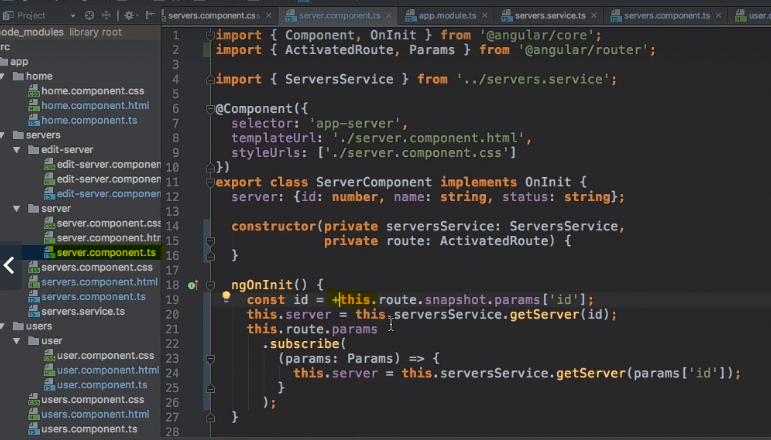 Project
servers.component.css
server.component.ts
app.module.ts
servers.service.ts
servers.component.ts
user.c
node_modules library root
rc
app
home
home.component.css
home.component.html
home.component.ts
servers
edit-server
edit-server.componen
edit-server.componen
edit-server.componen
server
server.component.css
server.component.htm
server.component.ts
servers.component.css
servers.component.html
servers.component.ts
servers.service.ts
users
user
user.component.css
user.component.html
user.component.ts
users.component.css
users.component.html
users.component.ts
1 import { Component, OnInit } from '@angular/core';
2 import { ActivatedRoute, Params } from '@angular/router';
3
4 import { ServersService } from '../servers.service';
5
6 @Component({
7 selector: 'app-server',
8 templateUrl: './server.component.html',
9 styleUrls: ['./server.component.css']
10 })
11 export class ServerComponent implements OnInit {
12 server: {id: number, name: string, status: string};
13
14 constructor(private serversService: ServersService,
15 private route: ActivatedRoute) {
16 }
17
18 ngOnInit() {
19 const id = +this.route.snapshot.params['id'];
20 this.server = this.serversService.getServer(id);
21 this.route.params
22 .subscribe(
23 (params: Params) => {
24 this.server = this.serversService.getServer(params['id']);
25 }
26 );
27 }
28